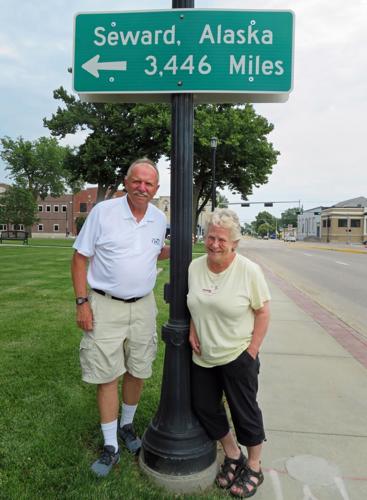 Seward, Alaska
3,446 Miles